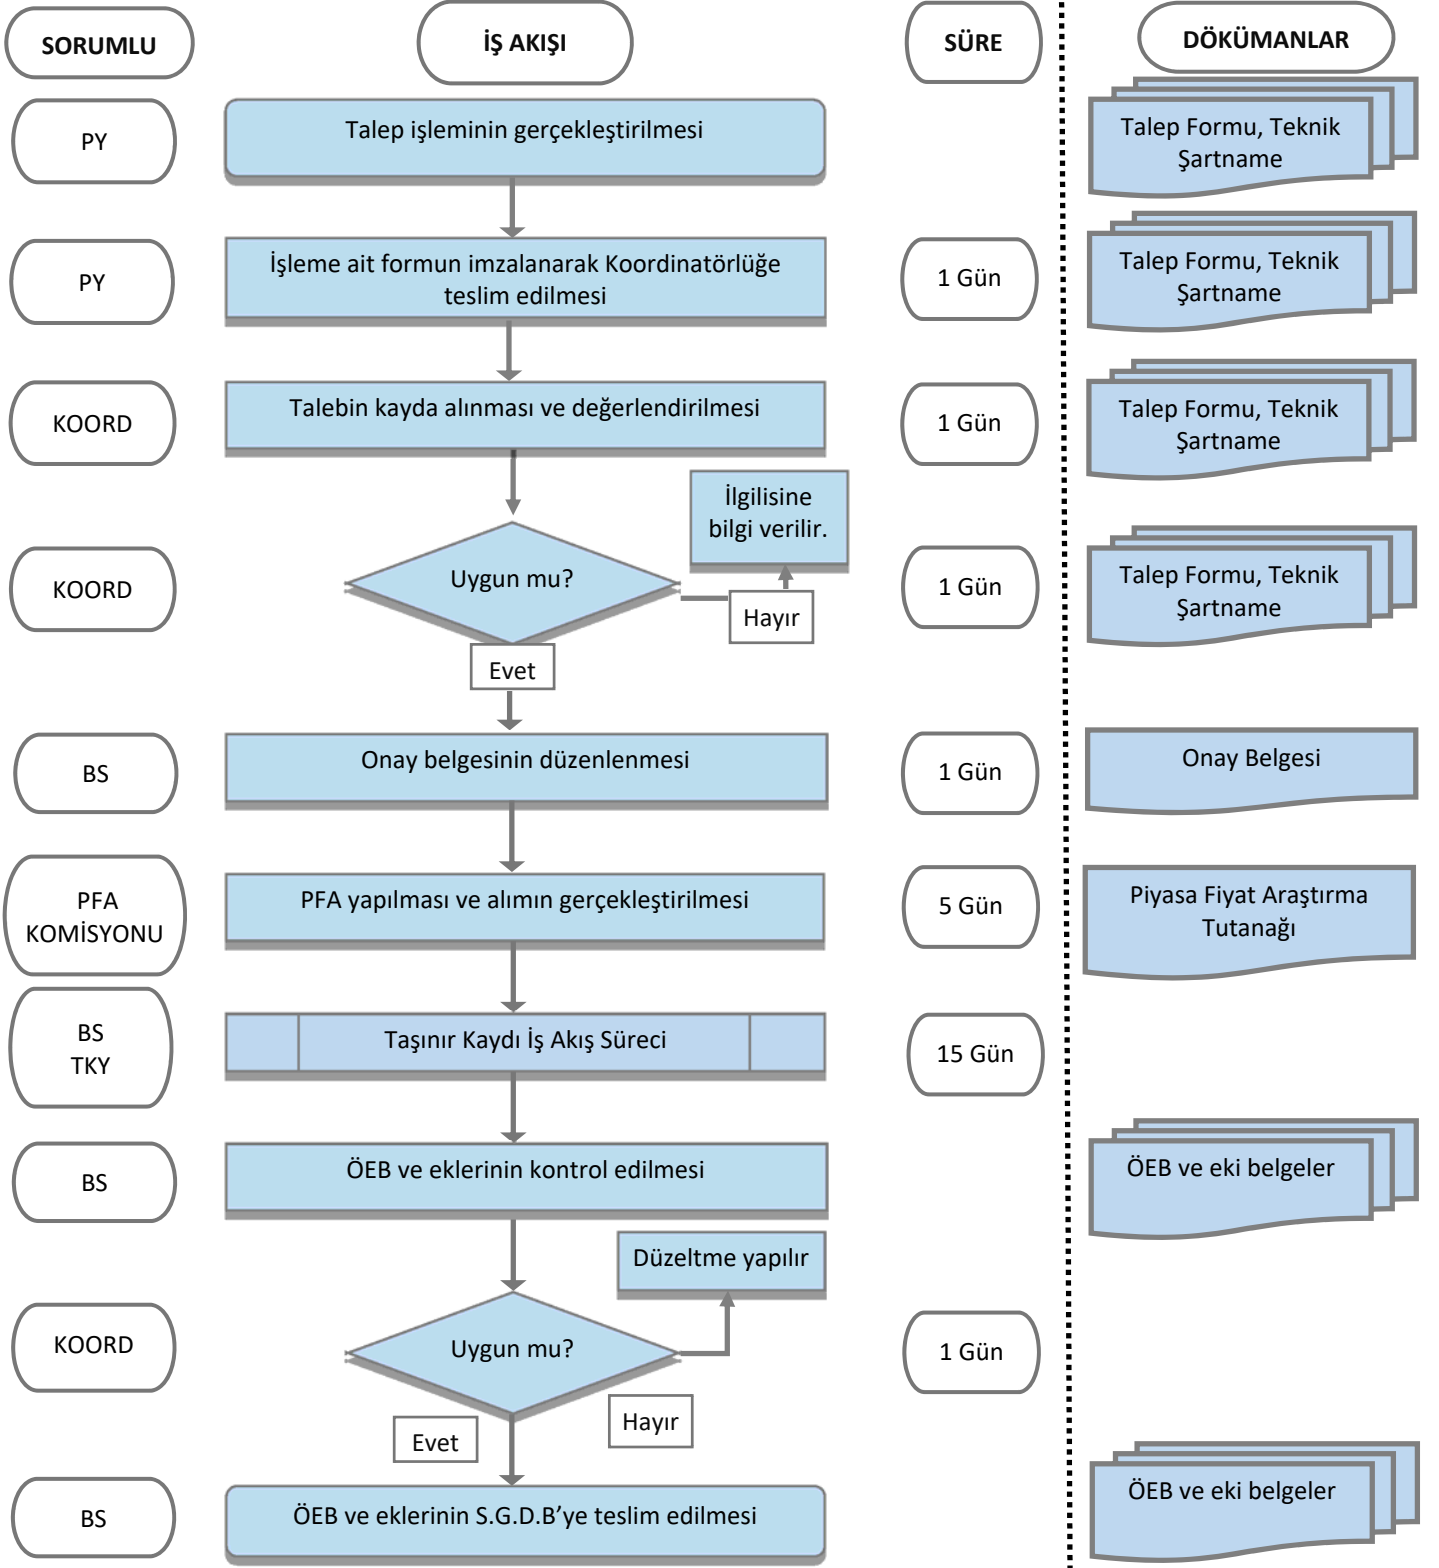 SORUMLU
İŞ AKIŞI
SÜRE
DÖKÜMANLAR
PY
Talep işleminin gerçekleştirilmesi
Talep Formu, Teknik
Şartname
PY
İşleme ait formun imzalanarak Koordinatörlüğe
teslim edilmesi
1 Gün
Talep Formu, Teknik
Şartname
KOORD
Talebin kayda alınması ve değerlendirilmesi
1 Gün
Talep Formu, Teknik
Şartname
İlgilisine
bilgi verilir.
KOORD
Uygun mu?
Hayır
1 Gün
Talep Formu, Teknik
Şartname
Evet
BS
Onay belgesinin düzenlenmesi
1 Gün
Onay Belgesi
PFA
KOMİSYONU
PFA yapılması ve alımın gerçekleştirilmesi
5 Gün
Piyasa Fiyat Araştırma
Tutanağı
BS
TKY
Taşınır Kaydı İş Akış Süreci
15 Gün
BS
ÖEB ve eklerinin kontrol edilmesi
ÖEB ve eki belgeler
Düzeltme yapılır
KOORD
Uygun mu?
1 Gün
Hayır
Evet
BS
ÖEB ve eklerinin S.G.D.B’ye teslim edilmesi
ÖEB ve eki belgeler